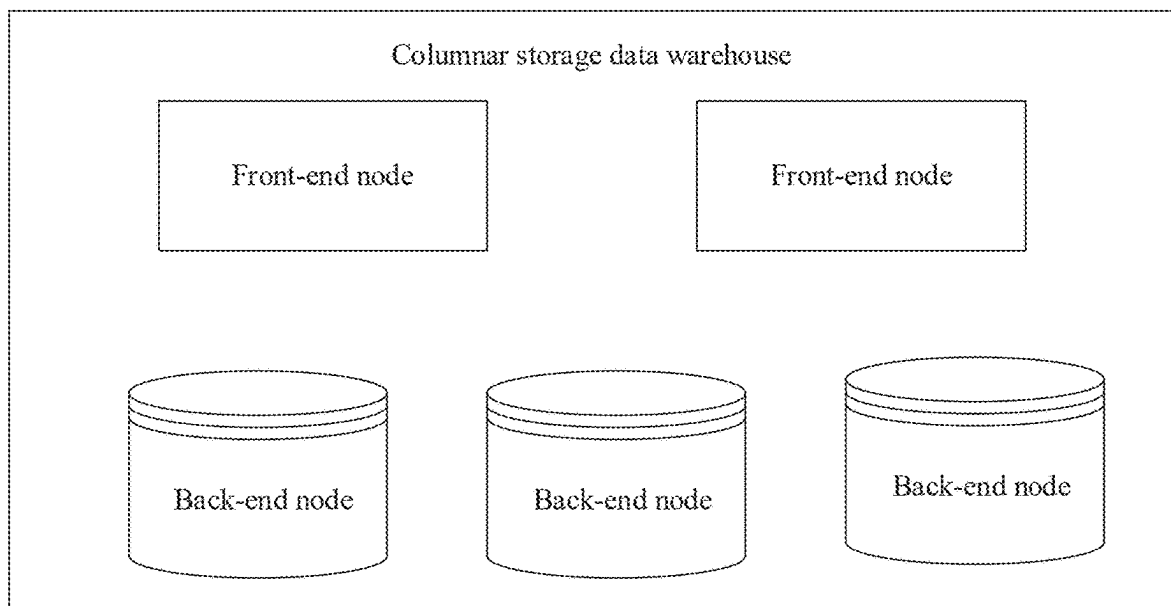 Columnar storage data warehouse
Front-end node
Front-end node
Back-end node
Back-end node
Back-end node